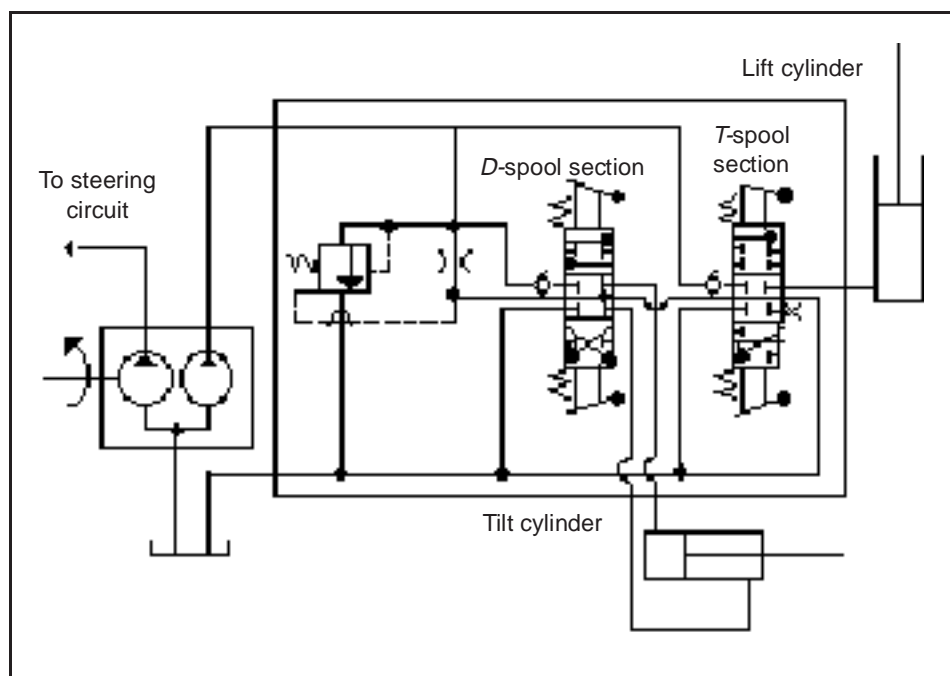 Lift cylinder
T-spool
section
D-spool section
To steering
circuit
Tilt cylinder